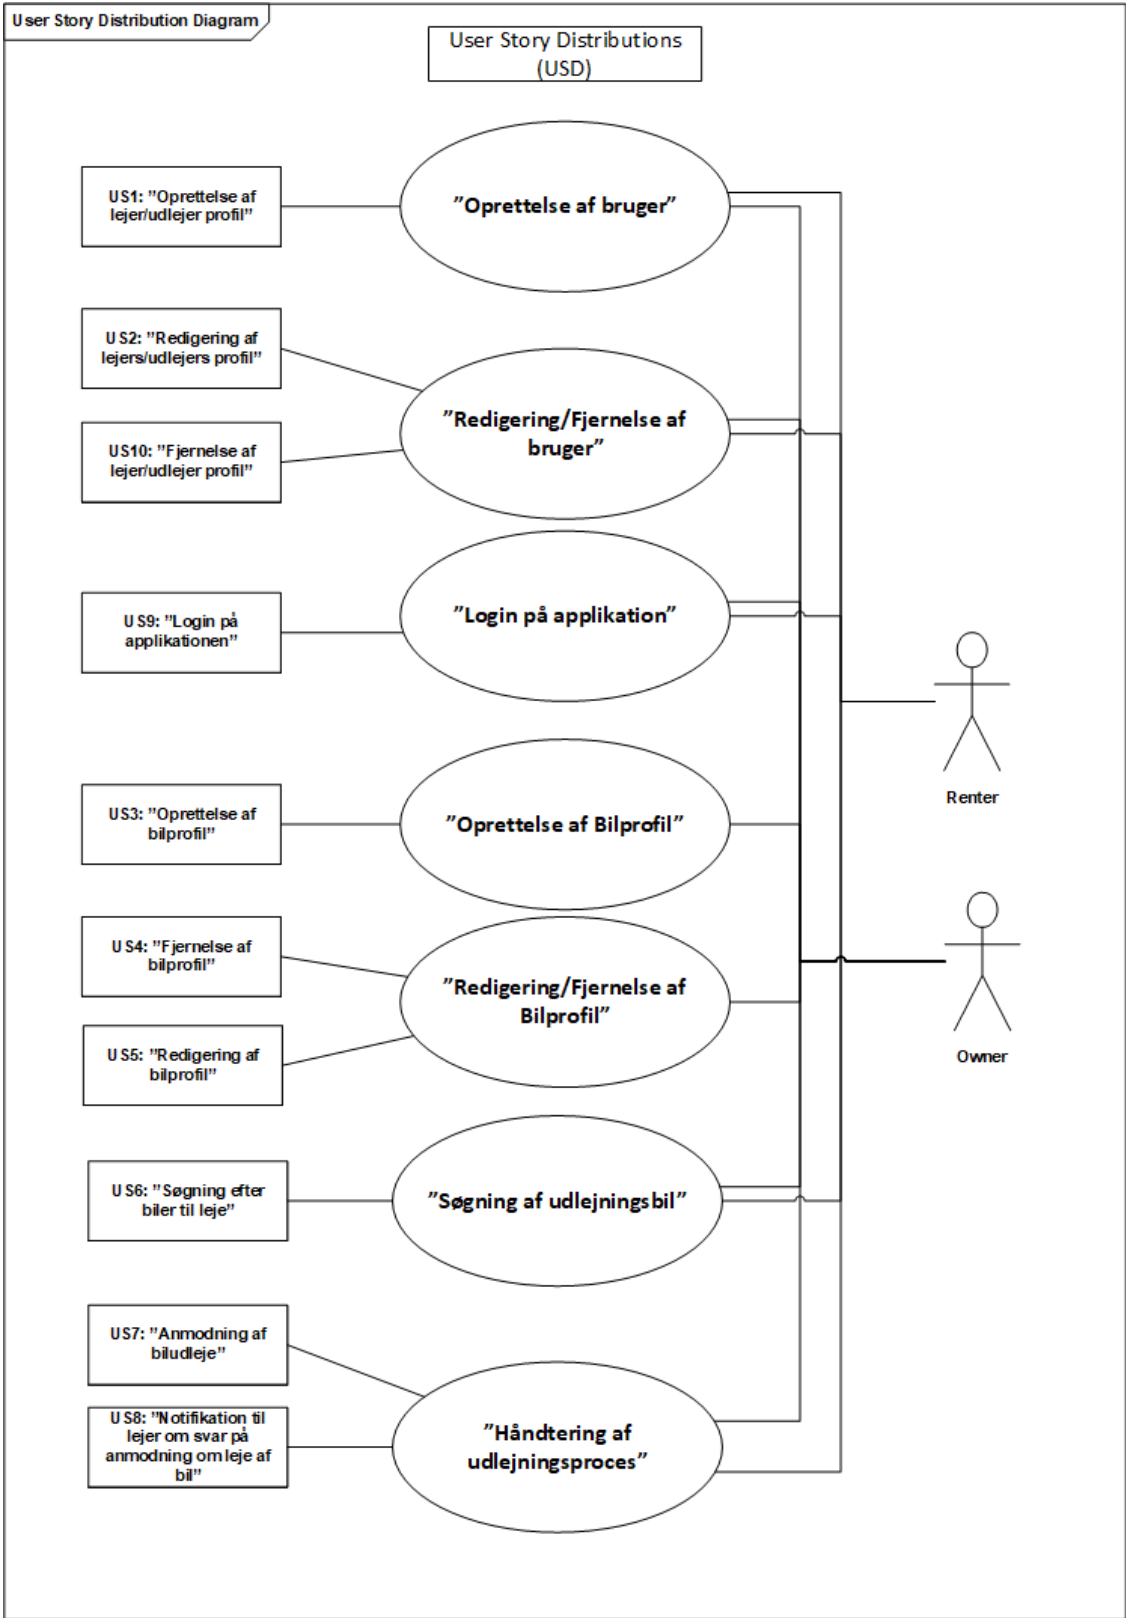 User Story Distribution Diagram
User Story Distributions
(USD)
US1: ”Oprettelse af
lejer/udlejer profil”
”Oprettelse af bruger”
US2: ”Redigering af
lejers/udlejers profil”
US10: ”Fjernelse af
lejer/udlejer profil”
”Redigering/Fjernelse af
bruger”
US9: ”Login på
applikationen”
”Login på applikation”
Renter
US3: ”Oprettelse af
bilprofil”
”Oprettelse af Bilprofil”
US4: ”Fjernelse af
bilprofil”
US5: ”Redigering af
bilprofil”
”Redigering/Fjernelse af
Bilprofil”
Owner
US6: ”Søgning efter
biler til leje”
”Søgning af udlejningsbil”
US7: ”Anmodning af
biludleje”
US8: ”Notifikation til
lejer om svar på
anmodning om leje af
bil”
”Håndtering af
udlejningsproces”